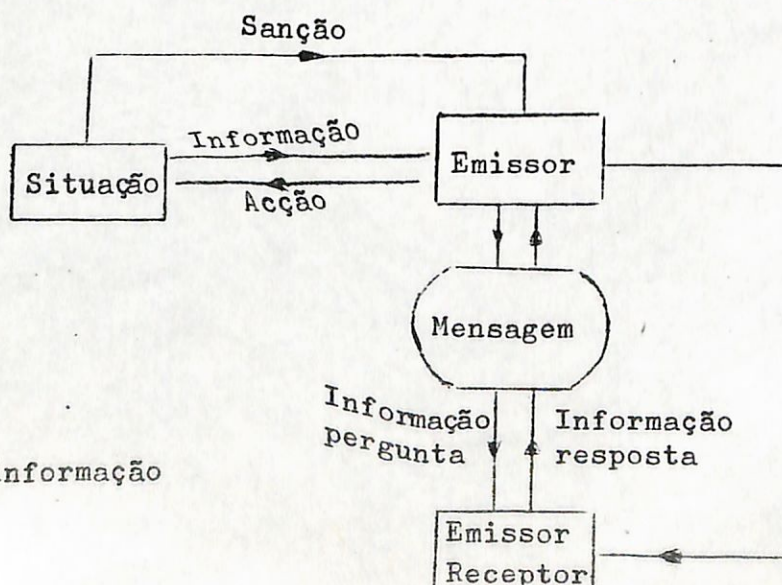 Sanção
Informação
Emissor
Situação
Acção
Mensagem
Informação
pergunta
Informação
resposta
nformação
Emissor
Receptor